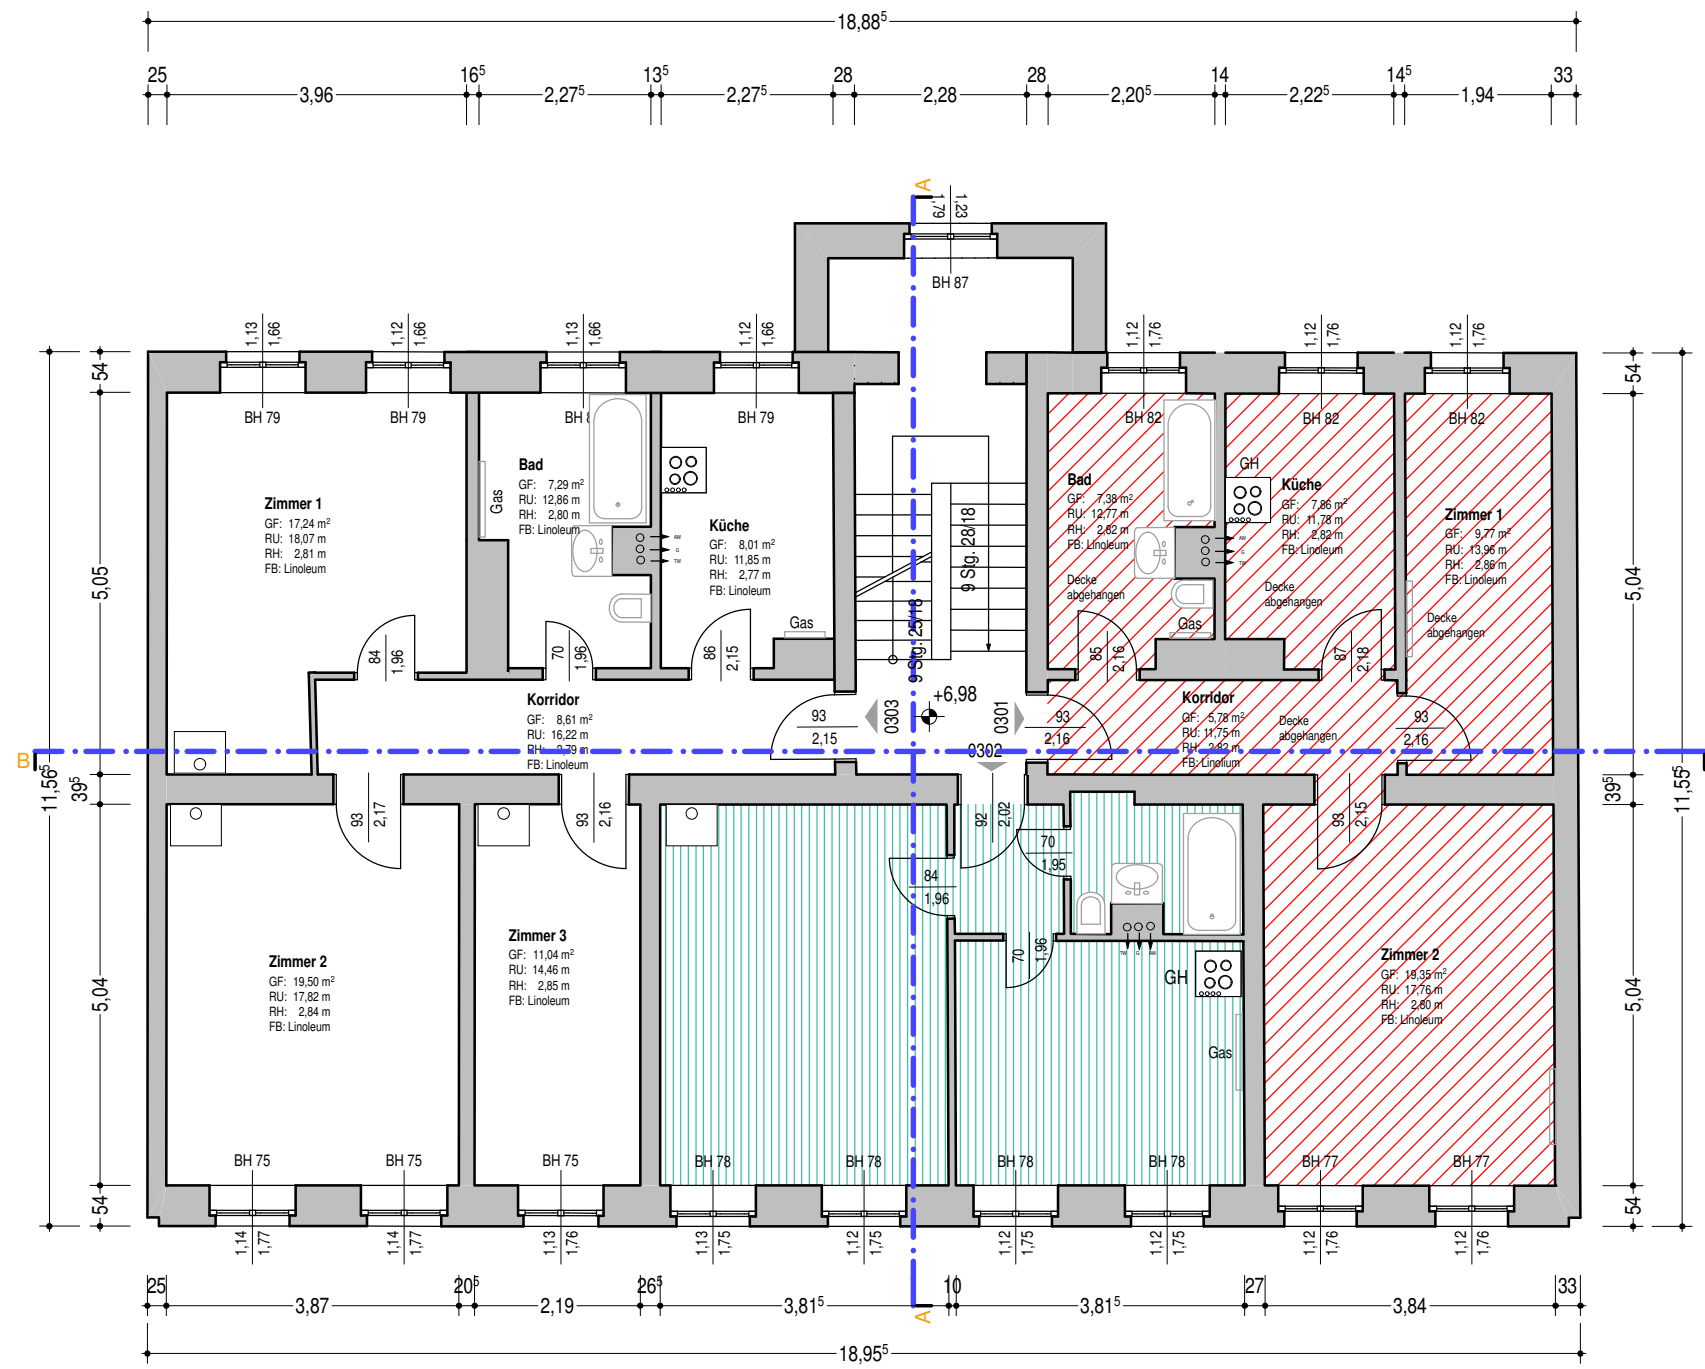 18,88⁵
25 3,96 16⁵ 2,27⁵ 13⁵ 2,27⁵ 28 2,28 28 2,20⁵ 14 2,22⁵ 14⁵ 1,94 33
A
1,79 1,23
BH 87
1,13 1,66
1,12 1,66
1,13 1,66
1,12 1,66
1,12 1,76
1,12 1,76
1,12 1,76
54
54
BH 79
BH 79
BH 79
BH 82
BH 82
BH 82
Zimmer 1
GF: 17,24 m²
RU: 18,07 m
RH: 2,81 m
FB: Linoleum
Bad
GF: 7,29 m²
RU: 12,86 m
RH: 2,80 m
FB: Linoleum
Gas
AW
G
TW
Küche
GF: 8,01 m²
RU: 11,85 m
RH: 2,77 m
FB: Linoleum
Gas
9 Stg. 25/18
9 Stg. 28/18
Bad
GF: 7,38 m²
RU: 12,77 m
RH: 2,82 m
FB: Linoleum
Decke
abgehangen
Gas
AW
G
TW
GH
Küche
GF: 7,86 m²
RU: 11,78 m
RH: 2,82 m
FB: Linoleum
Decke
abgehangen
Zimmer 1
GF: 9,77 m²
RU: 13,96 m
RH: 2,86 m
FB: Linoleum
Decke
abgehangen
5,05
5,04
84 1,96
70 1,96
86 2,15
85 2,16
87 2,18
Korridor
GF: 8,61 m²
RU: 16,22 m
RH: 2,79 m
FB: Linoleum
93
2,15
0303
+6,98
0301
0302
93
2,16
Korridor
GF: 5,78 m²
RU: 11,75 m
RH: 2,82 m
FB: Linolium
Decke
abgehangen
93
2,16
B
11,56⁵
39⁵
39⁵
11,55⁵
93 2,17
93 2,16
92 2,02
70
1,95
84
1,96
70 1,96
93 2,15
Zimmer 2
GF: 19,50 m²
RU: 17,82 m
RH: 2,84 m
FB: Linoleum
Zimmer 3
GF: 11,04 m²
RU: 14,46 m
RH: 2,85 m
FB: Linoleum
TW G AW
GH
Gas
Zimmer 2
GF: 19,35 m²
RU: 17,76 m
RH: 2,80 m
FB: Linoleum
5,04
5,04
BH 75
BH 75
BH 75
BH 78
BH 78
BH 78
BH 78
BH 77
BH 77
54
54
1,14 1,77
1,14 1,77
1,13 1,76
1,13 1,75
1,12 1,75
1,12 1,75
1,12 1,75
1,12 1,76
1,12 1,76
25 3,87 20⁵ 2,19 26⁵ 3,81⁵ 10 3,81⁵ 27 3,84 33
A
18,95⁵